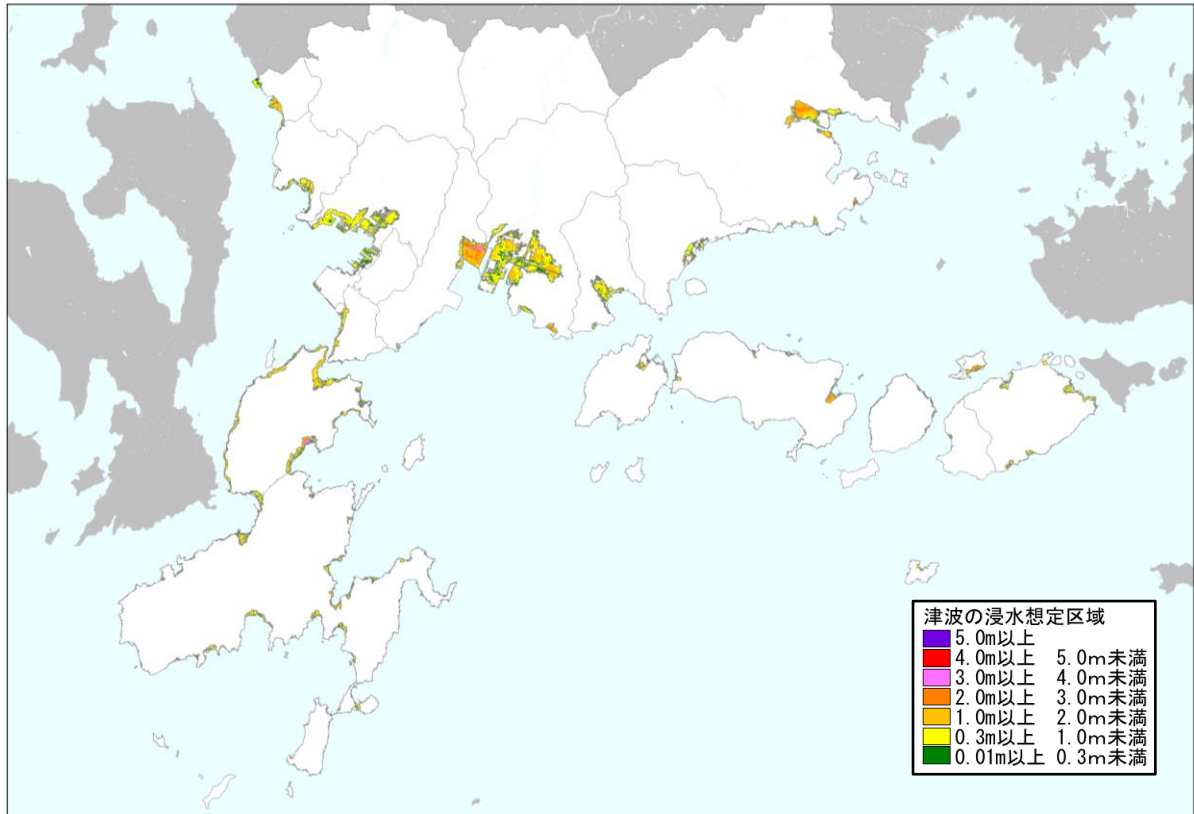 津波の浸水想定区域
5.0m以上
4.0m以上 5.0m未満
3.0m以上 4.0m未満
2.0m以上 3.0m未満
1.0m以上 2.0m未満
0.3m以上 1.0m未満
0.01m以上 0.3m未満